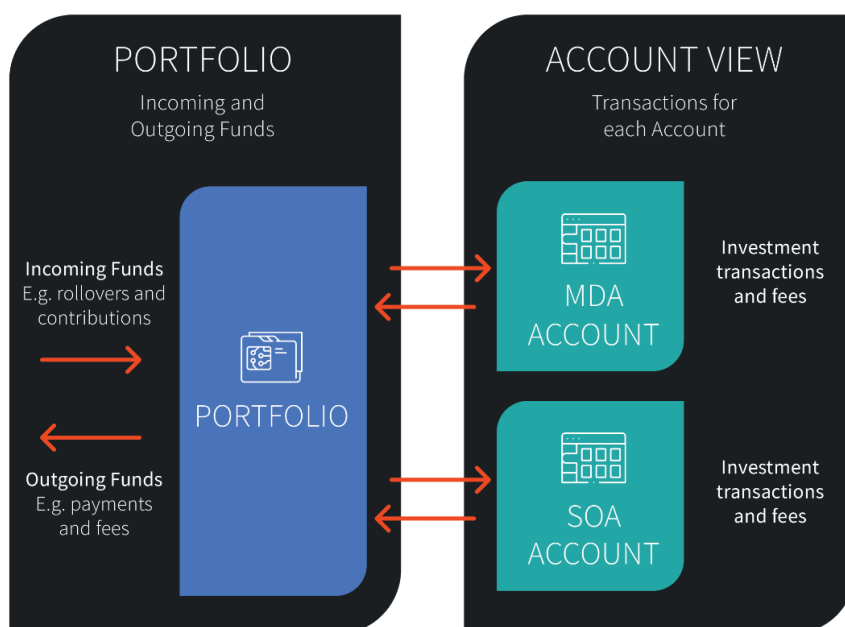 PORTFOLIO
Incoming and
Outgoing Funds
Incoming Funds
E.g. rollovers and
contributions
PORTFOLIO
Outgoing Funds
E.g. payments
and fees
ACCOUNT VIEW
Transactions for
each Account
MDA
ACCOUNT
Investment
transactions
and fees
SOA
ACCOUNT
Investment
transactions
and fees